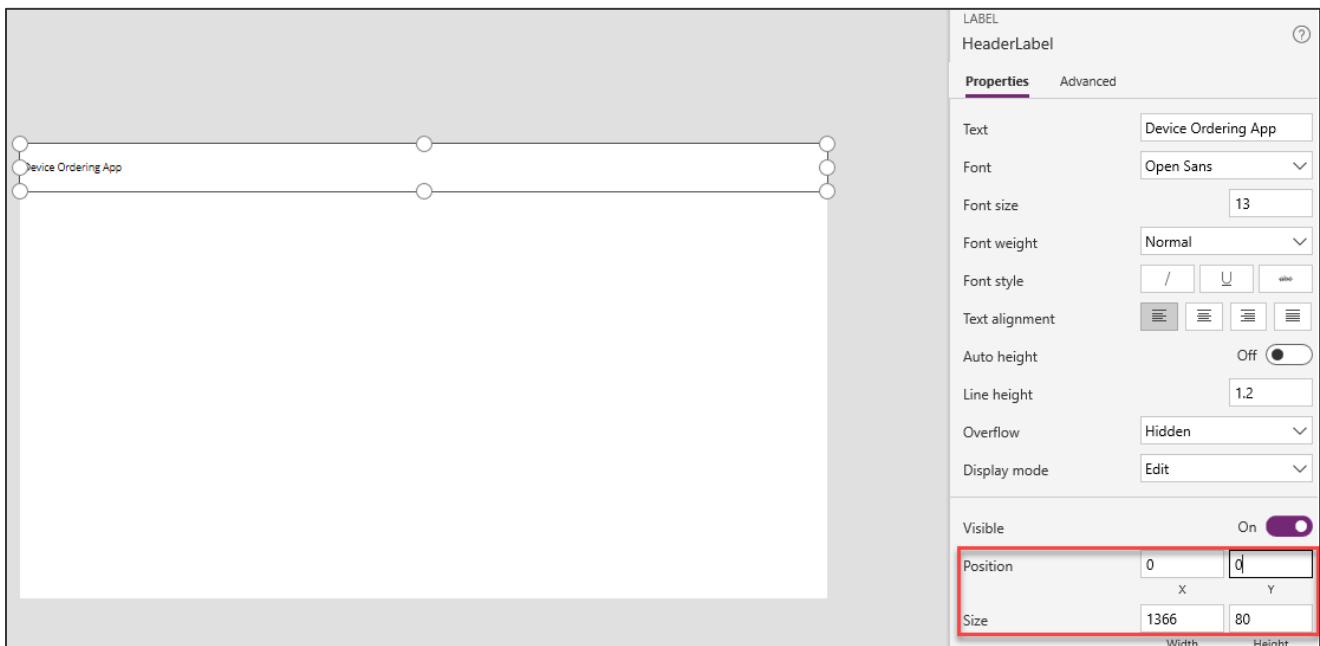 LABEL
HeaderLabel
Properties Advanced
Device Ordering App
Text Device Ordering App
Font Open Sans
Font size 13
Font weight Normal
Font style / U abc
Text alignment
Auto height Off
Line height 1.2
Overflow Hidden
Display mode Edit
Visible On
Position 0 0
X Y
Size 1366 80
Width Height